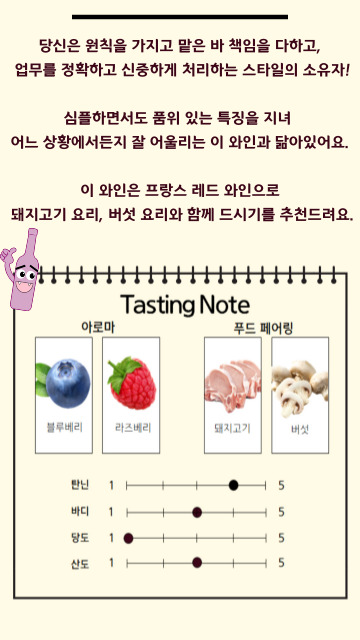 당신은 원칙을 가지고 맡은 바 책임을 다하고,
업무를 정확하고 신중하게 처리하는 스타일의 소유자!
심플하면서도 품위 있는 특징을 지녀
어느 상황에서든지 잘 어울리는 이 와인과 닮아있어요.
이 와인은 프랑스 레드 와인으로
돼지고기 요리, 버섯 요리와 함께 드시기를 추천드려요.
Tasting Note
아로마 푸드 페어링
블루베리 라즈베리 돼지고기 버섯
탄닌 1 5
바디 1 5
당도 1 5
산도 1 5